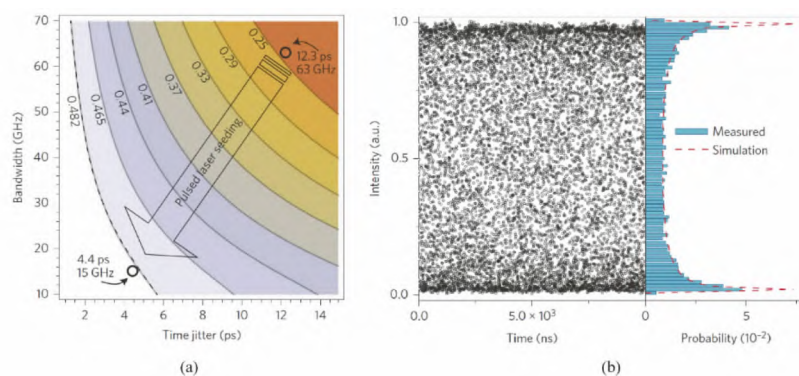 70
60
50
40
30
20
10
Bandwidth (GHz)
2
4
6
8
10
12
14
Time jitter (ps)
0.482
0.465
0.44
0.41
0.37
0.33
0.29
0.25
12.3 ps
63 GHz
Pulsed laser seeding
4.4 ps
15 GHz
(a)
b
1.0
0.5
0.0
Intensity (a.u.)
0.0
5.0 × 10³
Time (ns)
Measured
Simulation
0
5
Probability (10⁻²)
(b)